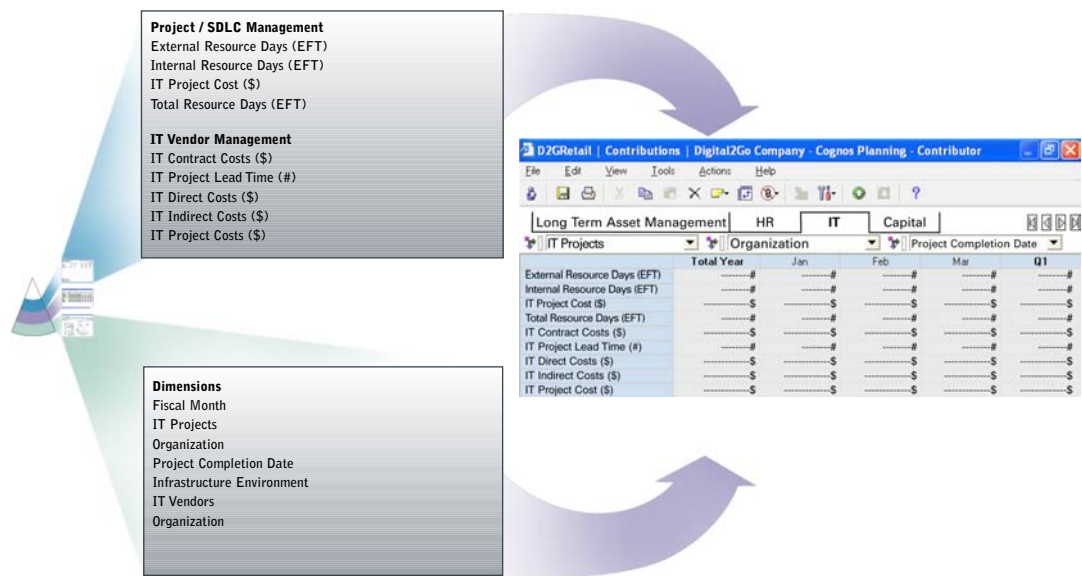 Project / SDLC Management
External Resource Days (EFT)
Internal Resource Days (EFT)
IT Project Cost ($)
Total Resource Days (EFT)
IT Vendor Management
IT Contract Costs ($)
IT Project Lead Time (#)
IT Direct Costs ($)
IT Indirect Costs ($)
IT Project Costs ($)
Dimensions
Fiscal Month
IT Projects
Organization
Project Completion Date
Infrastructure Environment
IT Vendors
Organization
D2GRetail | Contributions | Digital2Go Company - Cognos Planning - Contributor
File Edit View Tools Actions Help
Long Term Asset Management HR IT Capital
IT Projects Organization Project Completion Date
Total Year Jan Feb Mar Q1
External Resource Days (EFT) --------# --------# --------# --------# --------#
Internal Resource Days (EFT) --------# --------# --------# --------# --------#
IT Project Cost ($) ------------$ ------------$ ------------$ ------------$ ------------$
Total Resource Days (EFT) --------# --------# --------# --------# --------#
IT Contract Costs ($) ------------$ ------------$ ------------$ ------------$ ------------$
IT Project Lead Time (#) --------# --------# --------# --------# --------#
IT Direct Costs ($) ------------$ ------------$ ------------$ ------------$ ------------$
IT Indirect Costs ($) ------------$ ------------$ ------------$ ------------$ ------------$
IT Project Cost ($) ------------$ ------------$ ------------$ ------------$ ------------$